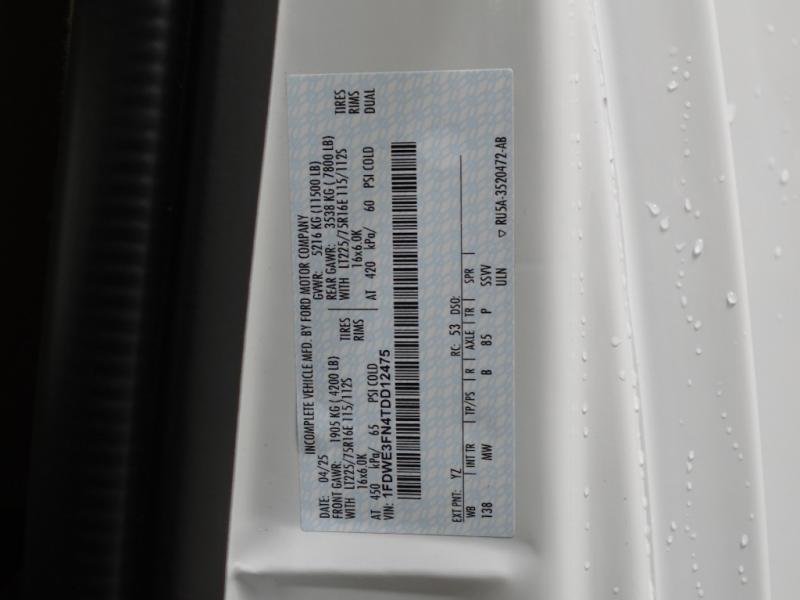 INCOMPLETE VEHICLE MFD. BY FORD MOTOR COMPANY
DATE: 04/25 GVWR: 5216 KG (11500 LB)
FRONT GAWR: 1905 KG ( 4200 LB) REAR GAWR: 3538 KG ( 7800 LB)
WITH LT225/75R16E 115/112S TIRES WITH LT225/75R16E 115/112S TIRES
16x6.0K RIMS 16x6.0K RIMS
AT 450 kPa/ 65 PSI COLD AT 420 kPa/ 60 PSI COLD DUAL
VIN: 1FDWE3FN4TDD12475
EXT PNT: YZ RC: 53 DSO:
WB INT TR TP/PS R AXLE TR SPR
138 MW B 85 P SSVV
ULN
▽ RU5A-3520472-AB